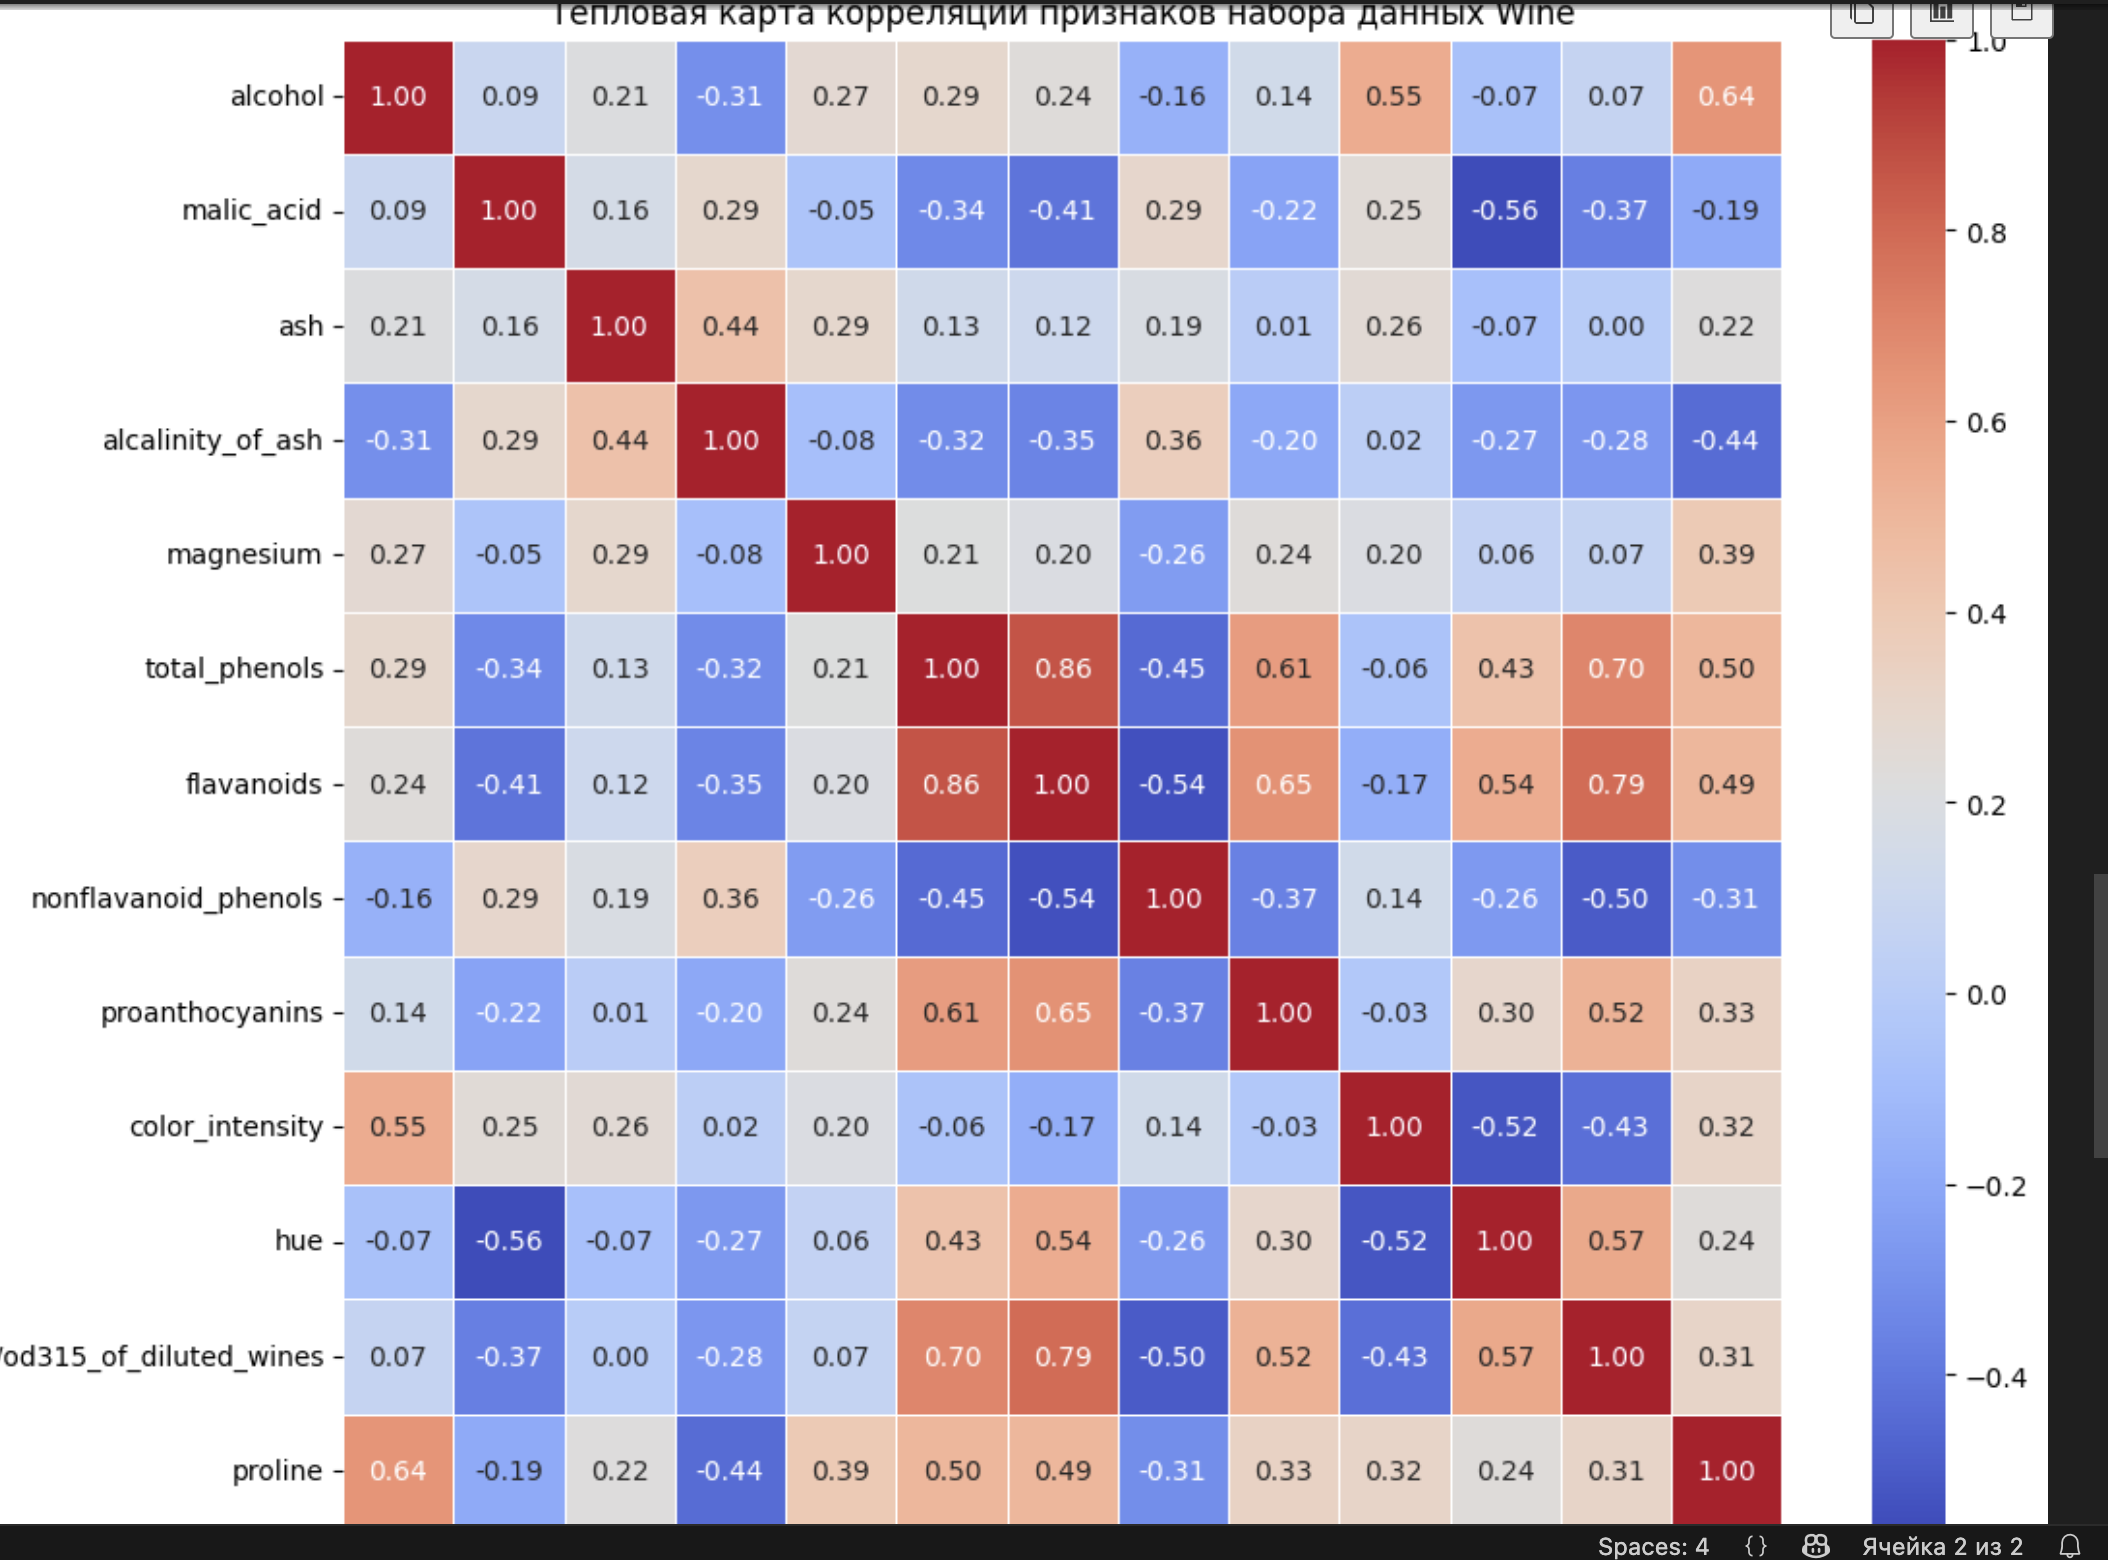 Тепловая карта корреляции признаков набора данных Wine
alcohol 1.00 0.09 0.21 -0.31 0.27 0.29 0.24 -0.16 0.14 0.55 -0.07 0.07 0.64
malic_acid 0.09 1.00 0.16 0.29 -0.05 -0.34 -0.41 0.29 -0.22 0.25 -0.56 -0.37 -0.19
ash 0.21 0.16 1.00 0.44 0.29 0.13 0.12 0.19 0.01 0.26 -0.07 0.00 0.22
alcalinity_of_ash -0.31 0.29 0.44 1.00 -0.08 -0.32 -0.35 0.36 -0.20 0.02 -0.27 -0.28 -0.44
magnesium 0.27 -0.05 0.29 -0.08 1.00 0.21 0.20 -0.26 0.24 0.20 0.06 0.07 0.39
total_phenols 0.29 -0.34 0.13 -0.32 0.21 1.00 0.86 -0.45 0.61 -0.06 0.43 0.70 0.50
flavanoids 0.24 -0.41 0.12 -0.35 0.20 0.86 1.00 -0.54 0.65 -0.17 0.54 0.79 0.49
nonflavanoid_phenols -0.16 0.29 0.19 0.36 -0.26 -0.45 -0.54 1.00 -0.37 0.14 -0.26 -0.50 -0.31
proanthocyanins 0.14 -0.22 0.01 -0.20 0.24 0.61 0.65 -0.37 1.00 -0.03 0.30 0.52 0.33
color_intensity 0.55 0.25 0.26 0.02 0.20 -0.06 -0.17 0.14 -0.03 1.00 -0.52 -0.43 0.32
hue -0.07 -0.56 -0.07 -0.27 0.06 0.43 0.54 -0.26 0.30 -0.52 1.00 0.57 0.24
/od315_of_diluted_wines 0.07 -0.37 0.00 -0.28 0.07 0.70 0.79 -0.50 0.52 -0.43 0.57 1.00 0.31
proline 0.64 -0.19 0.22 -0.44 0.39 0.50 0.49 -0.31 0.33 0.32 0.24 0.31 1.00
1.0
0.8
0.6
0.4
0.2
0.0
−0.2
−0.4
Spaces: 4 {} Ячейка 2 из 2